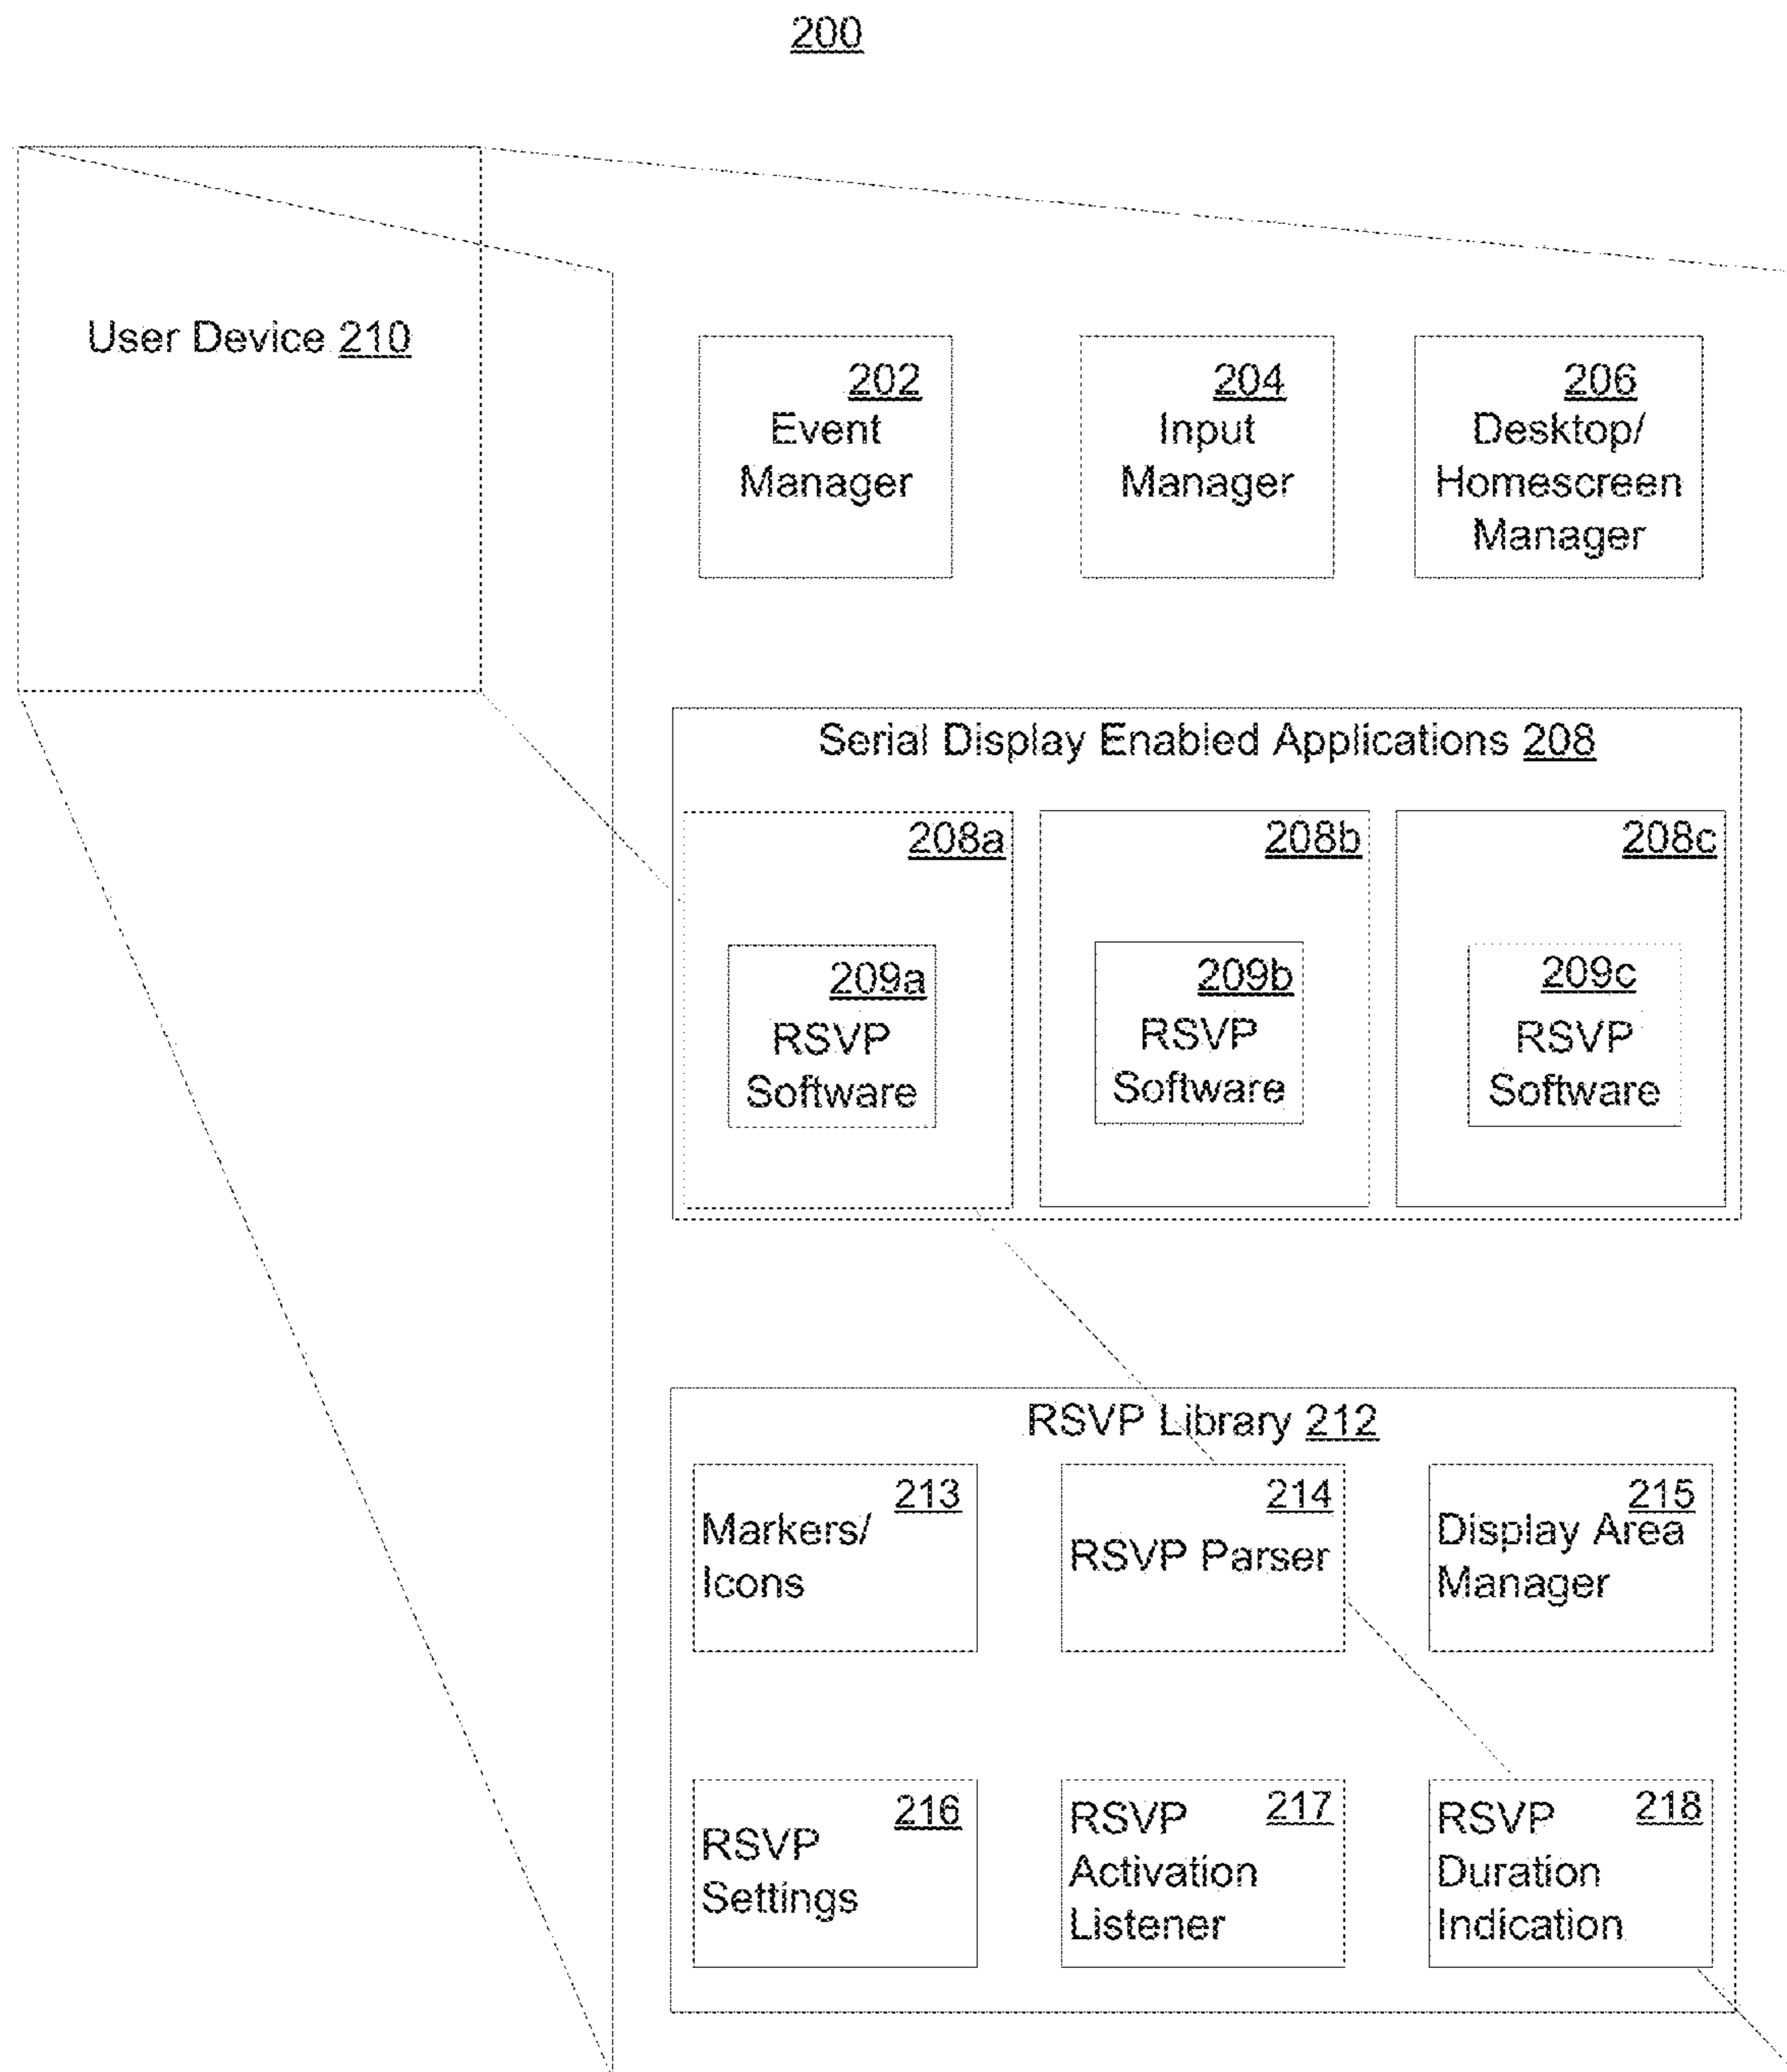 200
User Device 210
202
Event
Manager
204
Input
Manager
206
Desktop/
Homescreen
Manager
Serial Display Enabled Applications 208
208a
209a
RSVP
Software
208b
209b
RSVP
Software
208c
209c
RSVP
Software
RSVP Library 212
213
Markers/
Icons
214
RSVP Parser
215
Display Area
Manager
216
RSVP
Settings
217
RSVP
Activation
Listener
218
RSVP
Duration
Indication